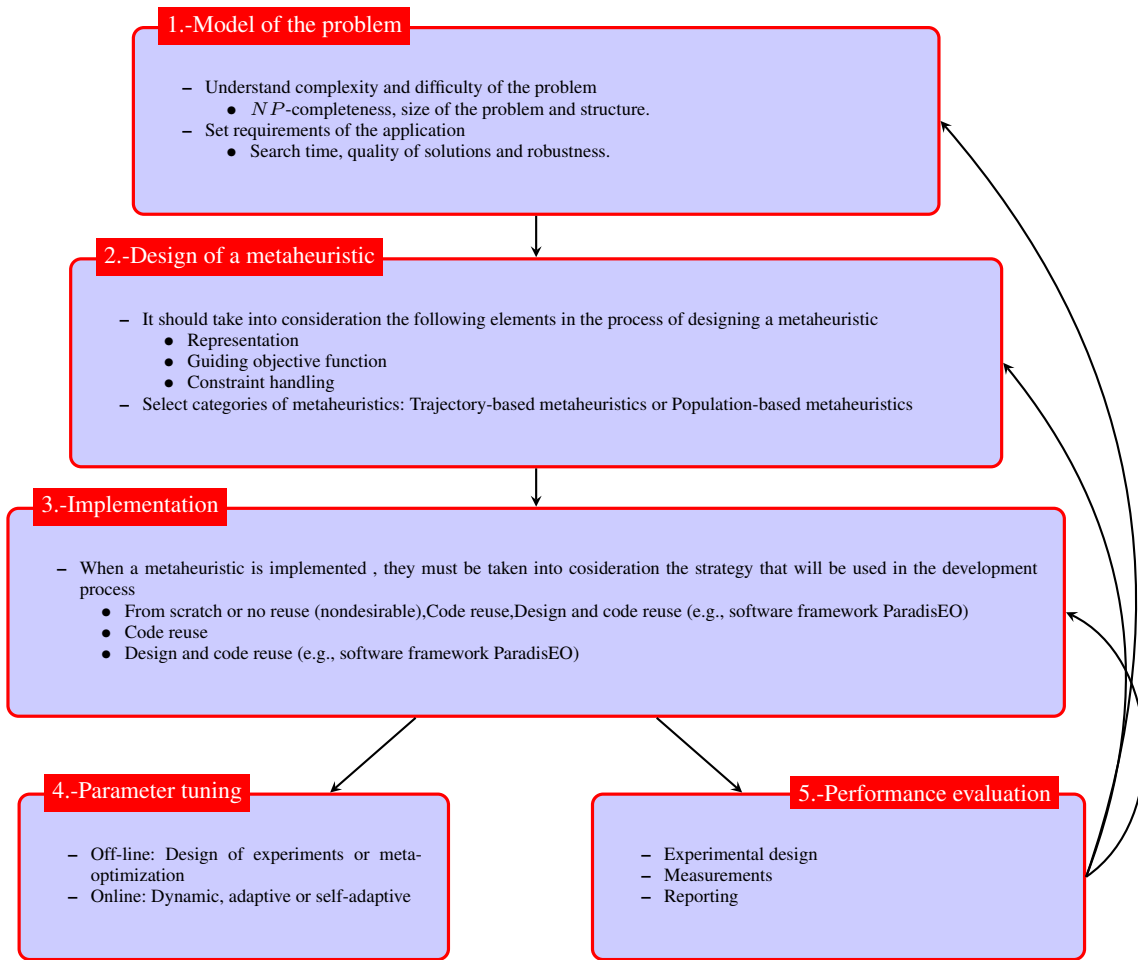 1.-Model of the problem
– Understand complexity and difficulty of the problem
● NP-completeness, size of the problem and structure.
– Set requirements of the application
● Search time, quality of solutions and robustness.
2.-Design of a metaheuristic
– It should take into consideration the following elements in the process of designing a metaheuristic
● Representation
● Guiding objective function
● Constraint handling
– Select categories of metaheuristics: Trajectory-based metaheuristics or Population-based metaheuristics
3.-Implementation
– When a metaheuristic is implemented , they must be taken into cosideration the strategy that will be used in the development
process
● From scratch or no reuse (nondesirable),Code reuse,Design and code reuse (e.g., software framework ParadisEO)
● Code reuse
● Design and code reuse (e.g., software framework ParadisEO)
4.-Parameter tuning
– Off-line: Design of experiments or meta-
optimization
– Online: Dynamic, adaptive or self-adaptive
5.-Performance evaluation
– Experimental design
– Measurements
– Reporting